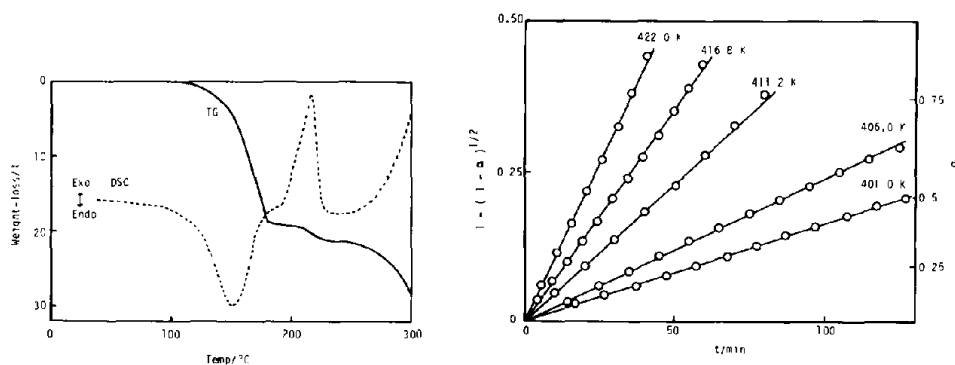 0
10
20
30
Weight-loss/%
TG
Exo
DSC
Endo
0
100
200
300
Temp/°C
0.50
0.25
0
1 - ( 1 - α )1/2
422 0 K
416 8 K
411 2 K
406.0 K
401 0 K
0 75
0 5
0 25
α
0
50
100
t/min